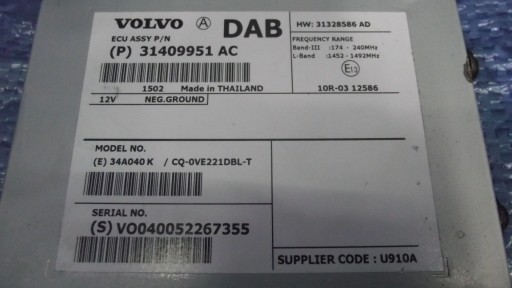 VOLVO A DAB
ECU ASSY P/N
(P) 31409951 AC
1502 Made in THAILAND
12V NEG.GROUND
HW: 31328586 AD
FREQUENCY RANGE
Band-III :174 - 240MHz
L-Band :1452 - 1492MHz
E13
10R-03 12586
MODEL NO.
(E) 34A040 K / CQ-0VE221DBL-T
SERIAL NO.
(S) VO040052267355
SUPPLIER CODE : U910A